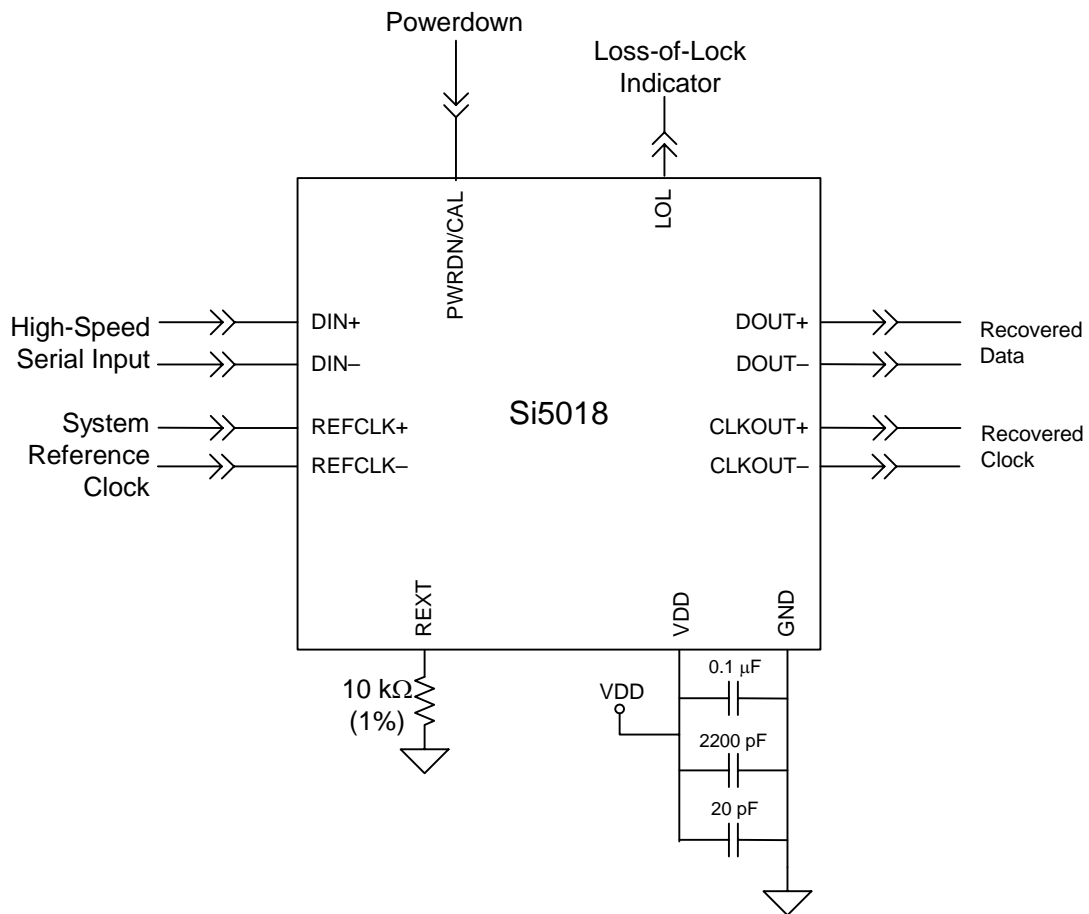 Powerdown
Loss-of-Lock
Indicator
PWRDN/CAL
LOL
High-Speed
Serial Input
DIN+
DIN–
System
Reference
Clock
REFCLK+
REFCLK–
Si5018
DOUT+
DOUT–
Recovered
Data
CLKOUT+
CLKOUT–
Recovered
Clock
REXT
VDD
GND
10 kΩ
(1%)
VDD
0.1 μF
2200 pF
20 pF